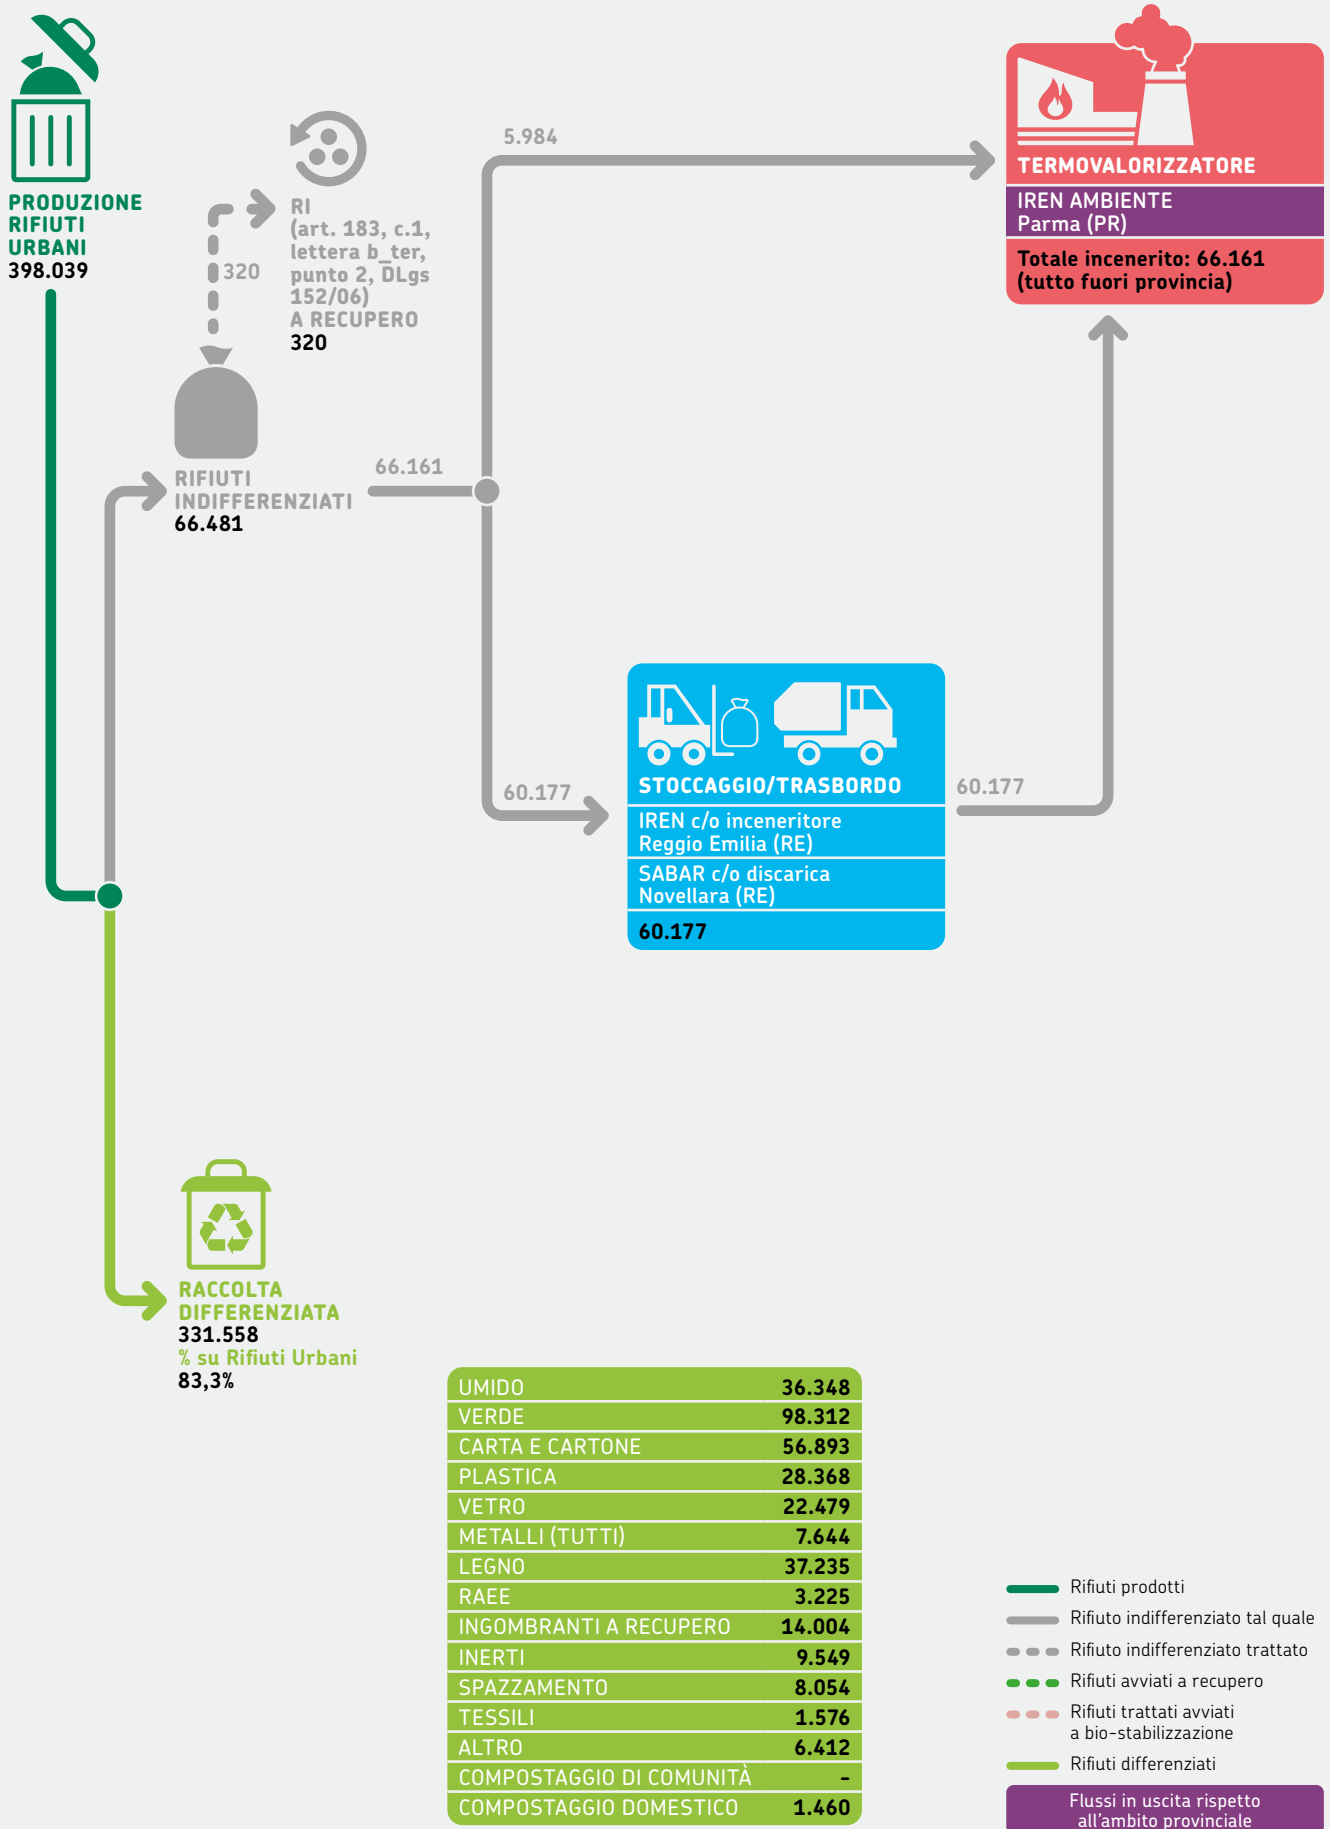 PRODUZIONE
RIFIUTI
URBANI
398.039
320
RI
(art. 183, c.1,
lettera b_ter,
punto 2, DLgs
152/06)
A RECUPERO
320
RIFIUTI
INDIFFERENZIATI
66.481
66.161
5.984
60.177
TERMOVALORIZZATORE
IREN AMBIENTE
Parma (PR)
Totale incenerito: 66.161
(tutto fuori provincia)
STOCCAGGIO/TRASBORDO
IREN c/o inceneritore
Reggio Emilia (RE)
SABAR c/o discarica
Novellara (RE)
60.177
60.177
RACCOLTA
DIFFERENZIATA
331.558
% su Rifiuti Urbani
83,3%
UMIDO 36.348
VERDE 98.312
CARTA E CARTONE 56.893
PLASTICA 28.368
VETRO 22.479
METALLI (TUTTI) 7.644
LEGNO 37.235
RAEE 3.225
INGOMBRANTI A RECUPERO 14.004
INERTI 9.549
SPAZZAMENTO 8.054
TESSILI 1.576
ALTRO 6.412
COMPOSTAGGIO DI COMUNITÀ -
COMPOSTAGGIO DOMESTICO 1.460
Rifiuti prodotti
Rifiuto indifferenziato tal quale
Rifiuto indifferenziato trattato
Rifiuti avviati a recupero
Rifiuti trattati avviati
a bio-stabilizzazione
Rifiuti differenziati
Flussi in uscita rispetto
all'ambito provinciale